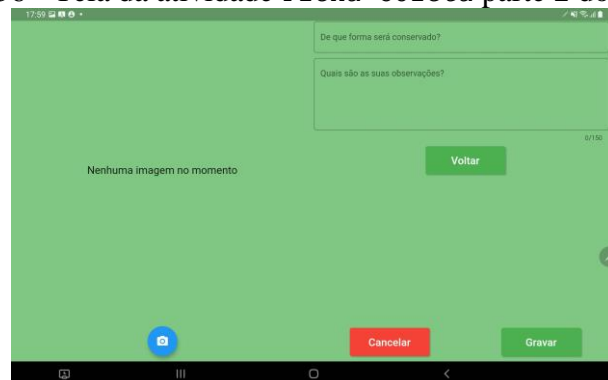 Tela da atividade Ficha Coleta parte 2 do
17:59
De que forma será conservado?
Quais são as suas observações?
0/150
Voltar
Nenhuma imagem no momento
Cancelar
Gravar